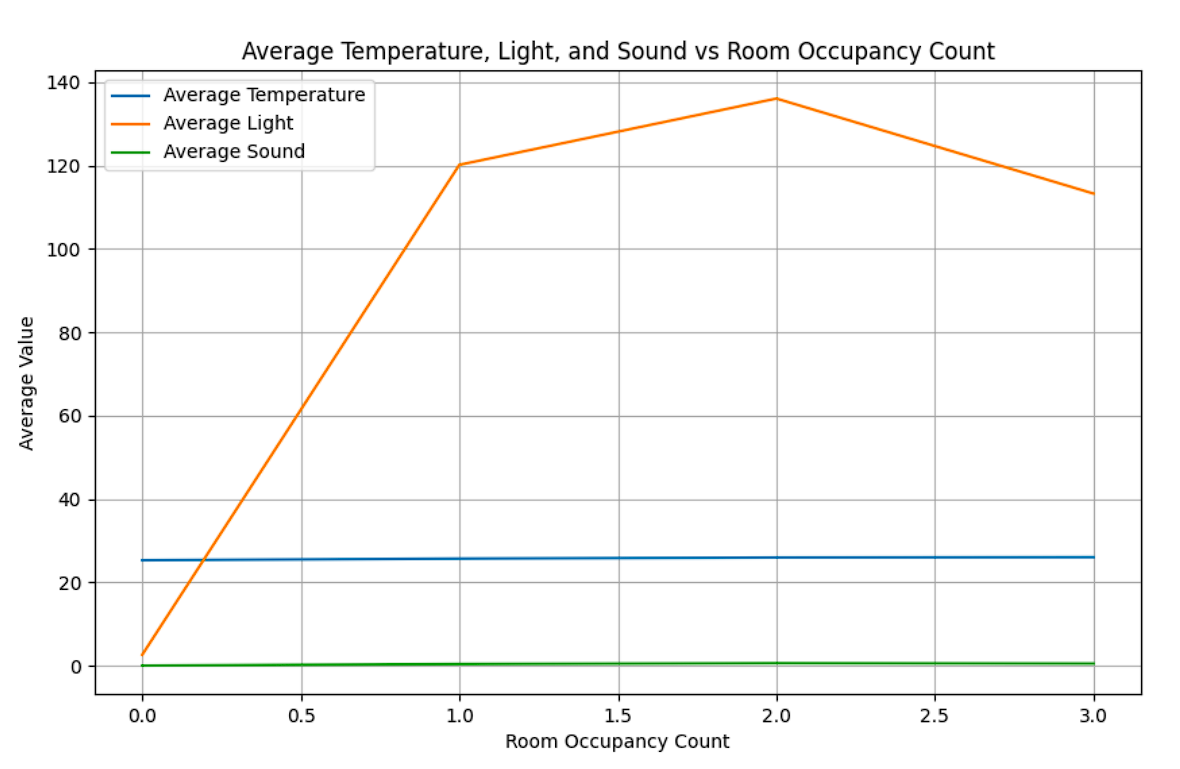 Average Temperature, Light, and Sound vs Room Occupancy Count
Average Temperature
Average Light
Average Sound
140
120
100
80
60
40
20
0
Average Value
0.0 0.5 1.0 1.5 2.0 2.5 3.0
Room Occupancy Count